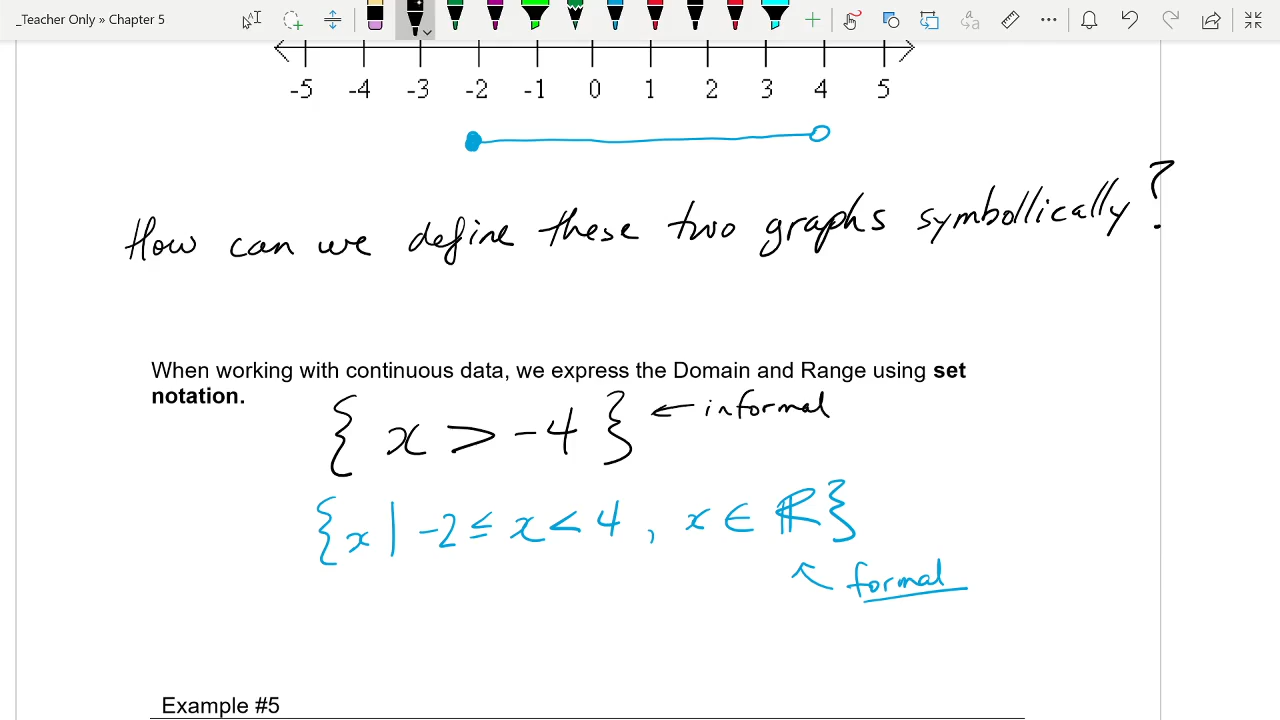 _Teacher Only » Chapter 5
-5 -4 -3 -2 -1 0 1 2 3 4 5
How can we define these two graphs symbollically?
When working with continuous data, we express the Domain and Range using set
notation.
{ x > -4 } ← informal
{x | -2 ≤ x < 4 , x ∈ ℝ}
formal
Example #5